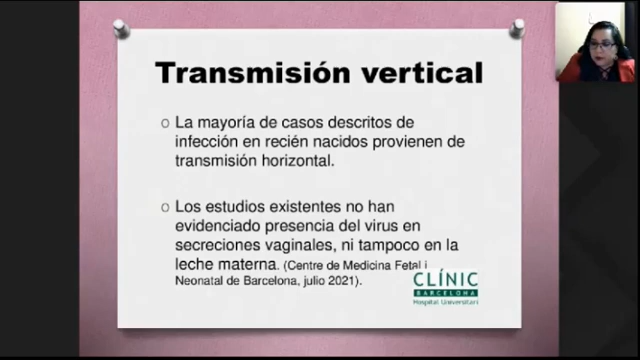 Transmisión vertical
o La mayoría de casos descritos de
infección en recién nacidos provienen de
transmisión horizontal.
o Los estudios existentes no han
evidenciado presencia del virus en
secreciones vaginales, ni tampoco en la
leche materna. (Centre de Medicina Fetal i
Neonatal de Barcelona, julio 2021).
CLÍNIC
BARCELONA
Hospital Universitari